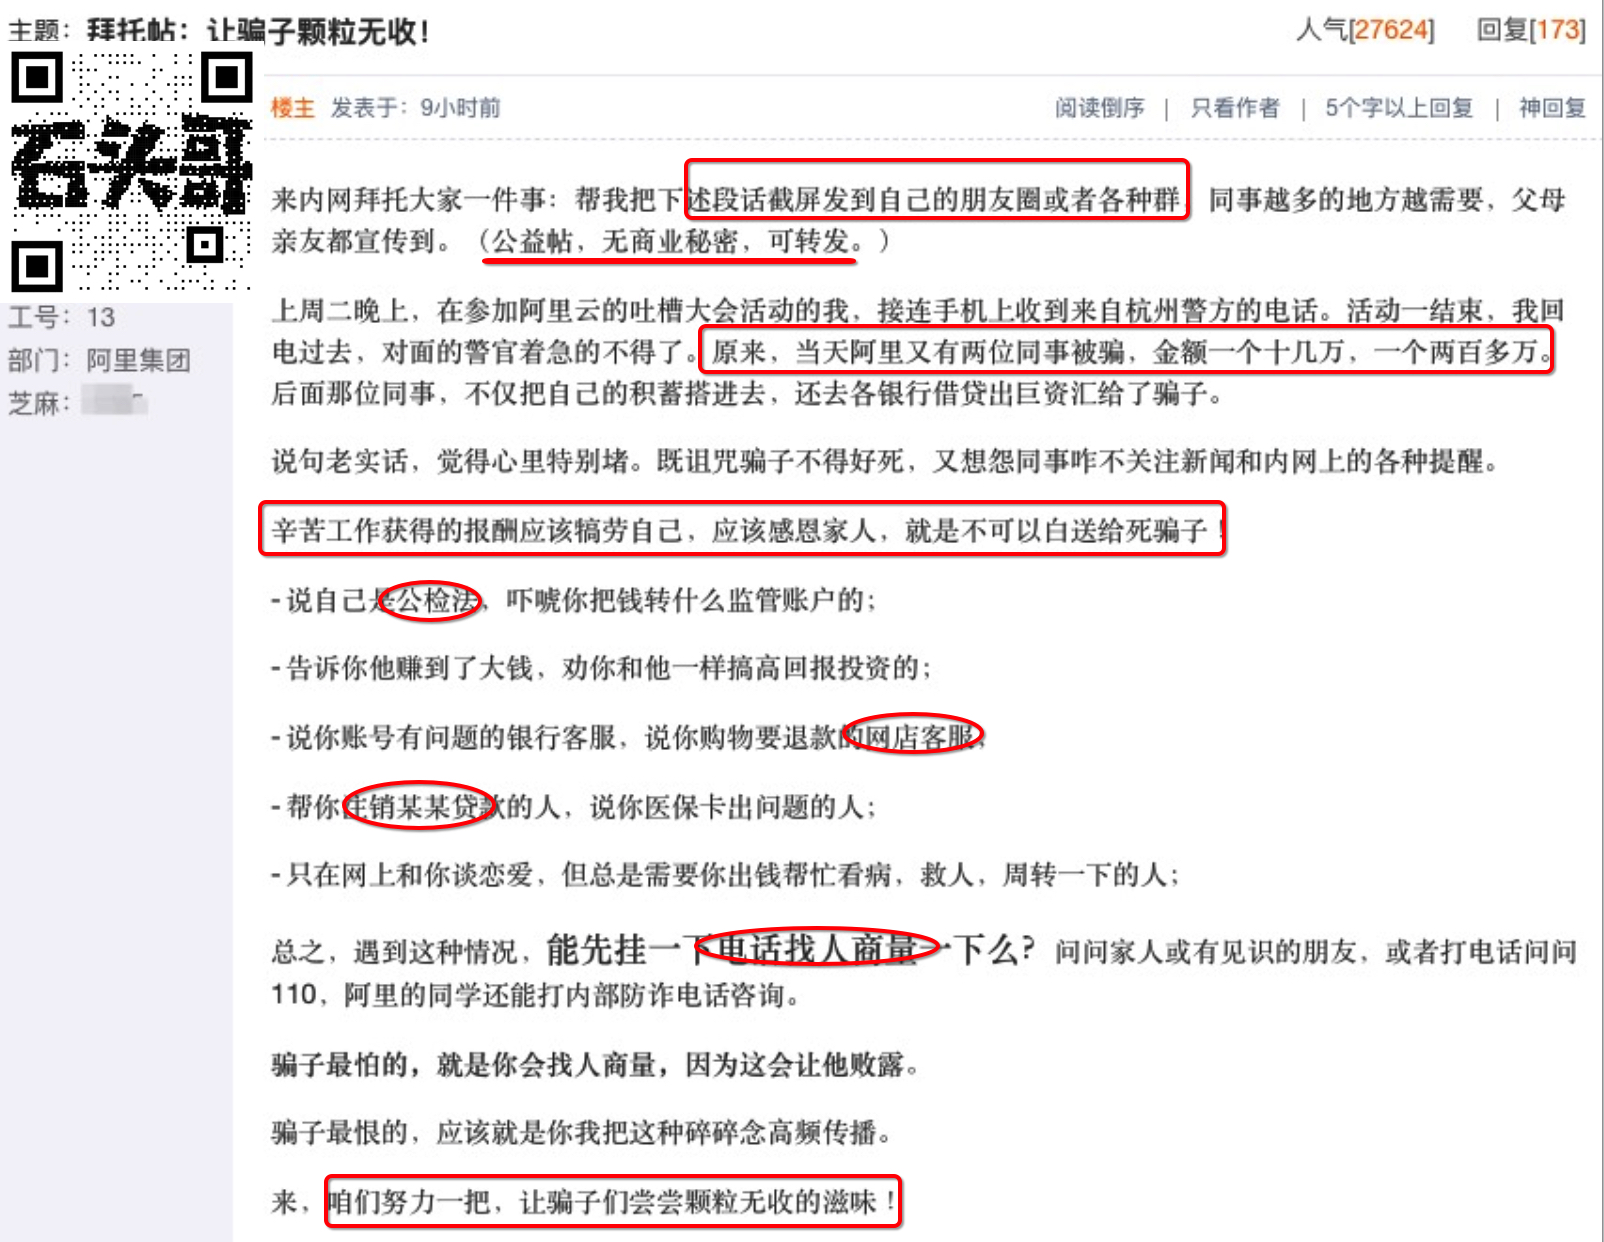 主题：拜托帖：让骗子颗粒无收！
人气[27624] 回复[173]
石头哥
楼主 发表于：9小时前
阅读倒序 | 只看作者 | 5个字以上回复 | 神回复
工号：13
部门：阿里集团
芝麻：
来内网拜托大家一件事：帮我把下述段话截屏发到自己的朋友圈或者各种群，同事越多的地方越需要，父母
亲友都宣传到。（公益帖，无商业秘密，可转发。）
上周二晚上，在参加阿里云的吐槽大会活动的我，接连手机上收到来自杭州警方的电话。活动一结束，我回
电过去，对面的警官着急的不得了。原来，当天阿里又有两位同事被骗，金额一个十几万，一个两百多万。
后面那位同事，不仅把自己的积蓄搭进去，还去各银行借贷出巨资汇给了骗子。
说句老实话，觉得心里特别堵。既诅咒骗子不得好死，又想怨同事咋不关注新闻和内网上的各种提醒。
辛苦工作获得的报酬应该犒劳自己，应该感恩家人，就是不可以白送给死骗子！
- 说自己是公检法，吓唬你把钱转什么监管账户的；
- 告诉你他赚到了大钱，劝你和他一样搞高回报投资的；
- 说你账号有问题的银行客服，说你购物要退款的网店客服；
- 帮你注销某某贷款的人，说你医保卡出问题的人；
- 只在网上和你谈恋爱，但总是需要你出钱帮忙看病，救人，周转一下的人；
总之，遇到这种情况，能先挂一下电话找人商量一下么？问问家人或有见识的朋友，或者打电话问问
110，阿里的同学还能打内部防诈电话咨询。
骗子最怕的，就是你会找人商量，因为这会让他败露。
骗子最恨的，应该就是你我把这种碎碎念高频传播。
来，咱们努力一把，让骗子们尝尝颗粒无收的滋味！